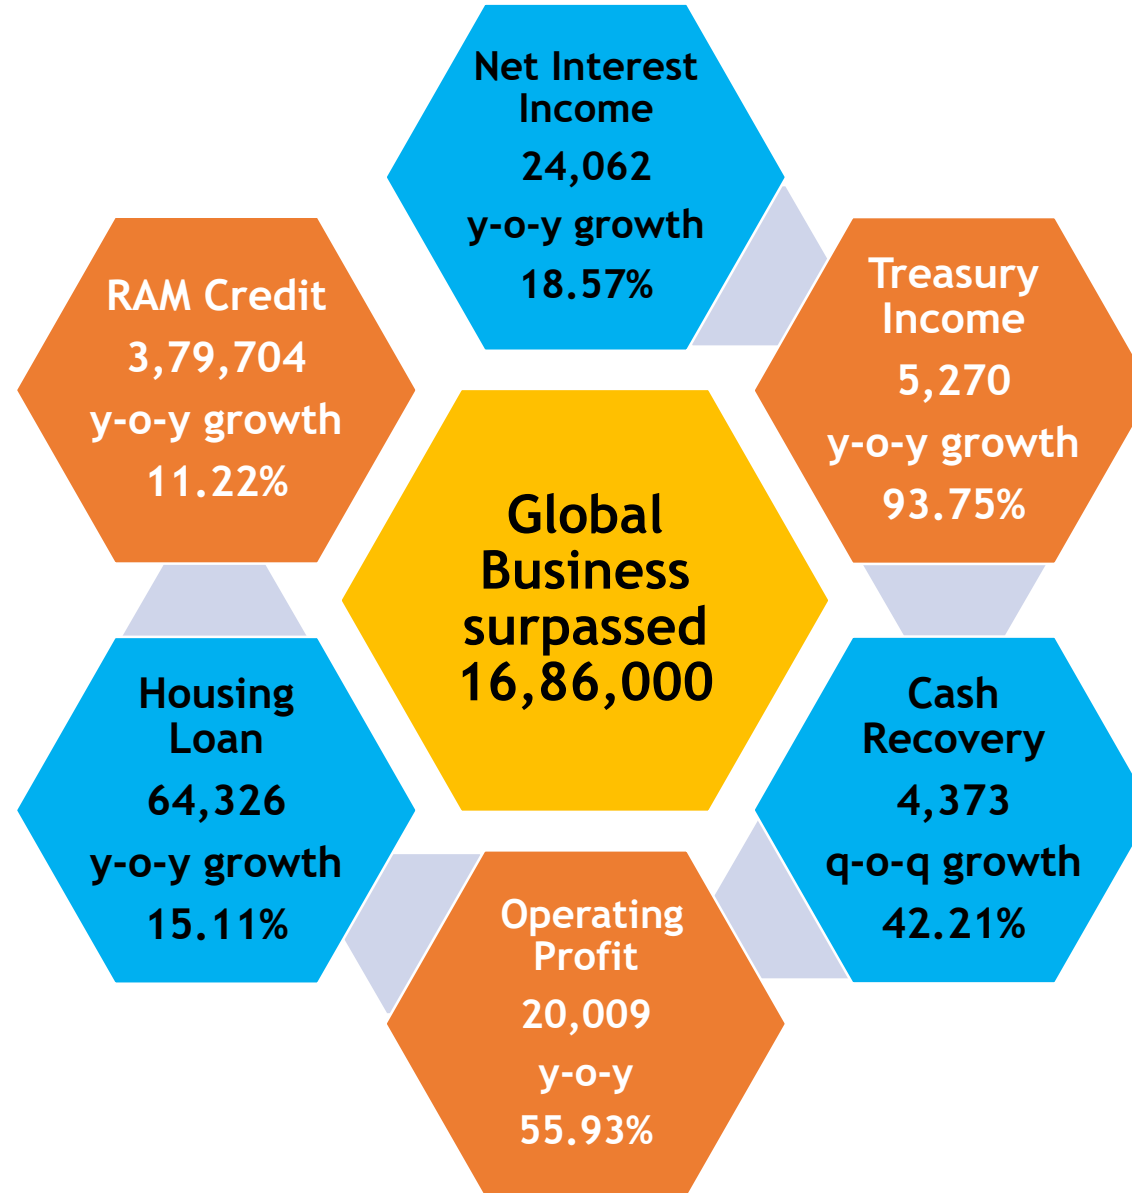 Net Interest
Income
24,062
y-o-y growth
18.57%
Treasury
Income
5,270
y-o-y growth
93.75%
RAM Credit
3,79,704
y-o-y growth
11.22%
Global
Business
surpassed
16,86,000
Housing
Loan
64,326
y-o-y growth
15.11%
Cash
Recovery
4,373
q-o-q growth
42.21%
Operating
Profit
20,009
y-o-y
55.93%